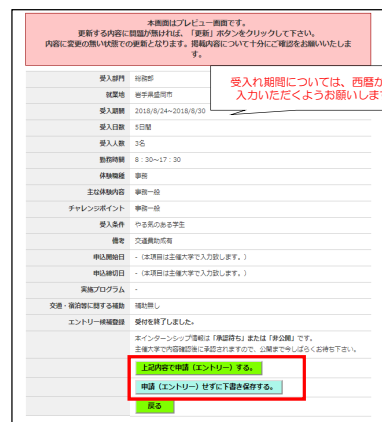 本画面はプレビュー画面です。
更新する内容に問題が無ければ、「更新」ボタンをクリックして下さい。
内容に変更の無い状態での更新となります。掲載内容について十分にご確認をお願いいたしま
す。
受入部門 総務部
就業地 岩手県盛岡市
受入期間 2018/8/24~2018/8/30
受入れ期間については、西暦か
入力いただくようお願いしま
受入日数 5日間
受入人数 3名
勤務時間 8:30~17:30
体験職種 事務
主な体験内容 事務一般
チャレンジポイント 事務一般
受入条件 やる気のある学生
備考 交通費助成有
申込開始日 -(本項目は主催大学で入力致します。)
申込締切日 -(本項目は主催大学で入力致します。)
実施プログラム -
交通・宿泊等に関する補助 補助無し
エントリー候補登録 受付を終了しました。
本インターンシップ情報は「承認待ち」または「非公開」です。
主催大学で内容確認後に承認されますので、公開まで今しばらくお待ち下さい。
上記内容で申請(エントリー)する。
申請(エントリー)せずに下書き保存する。
戻る